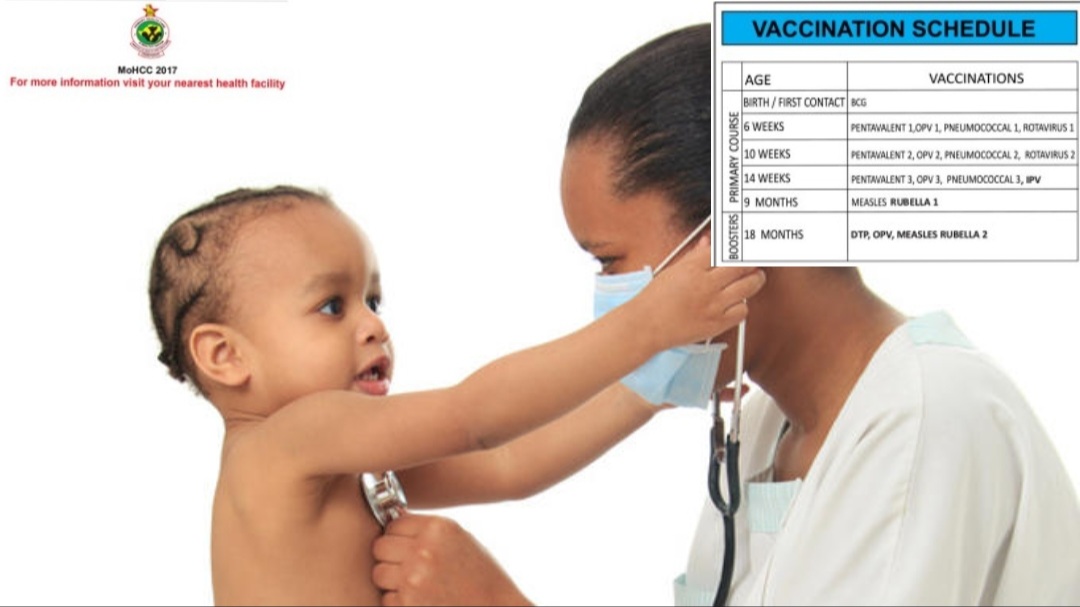 MoHCC 2017
For more information visit your nearest health facility
VACCINATION SCHEDULE
AGE VACCINATIONS
PRIMARY COURSE
BIRTH / FIRST CONTACT BCG
6 WEEKS PENTAVALENT 1,OPV 1, PNEUMOCOCCAL 1, ROTAVIRUS 1
10 WEEKS PENTAVALENT 2, OPV 2, PNEUMOCOCCAL 2, ROTAVIRUS 2
14 WEEKS PENTAVALENT 3, OPV 3, PNEUMOCOCCAL 3, IPV
9 MONTHS MEASLES RUBELLA 1
BOOSTERS
18 MONTHS DTP, OPV, MEASLES RUBELLA 2